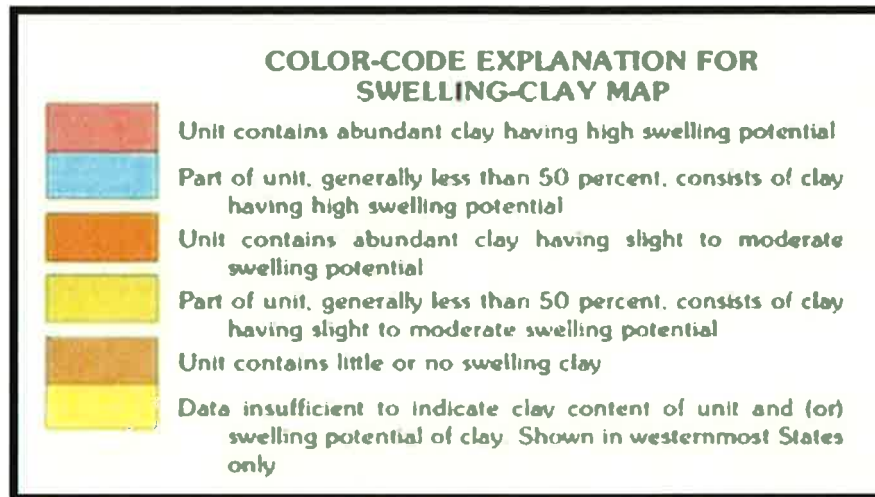 COLOR-CODE EXPLANATION FOR
SWELLING-CLAY MAP
Unit contains abundant clay having high swelling potential
Part of unit, generally less than 50 percent, consists of clay
having high swelling potential
Unit contains abundant clay having slight to moderate
swelling potential
Part of unit, generally less than 50 percent, consists of clay
having slight to moderate swelling potential
Unit contains little or no swelling clay
Data insufficient to indicate clay content of unit and (or)
swelling potential of clay. Shown in westernmost States
only